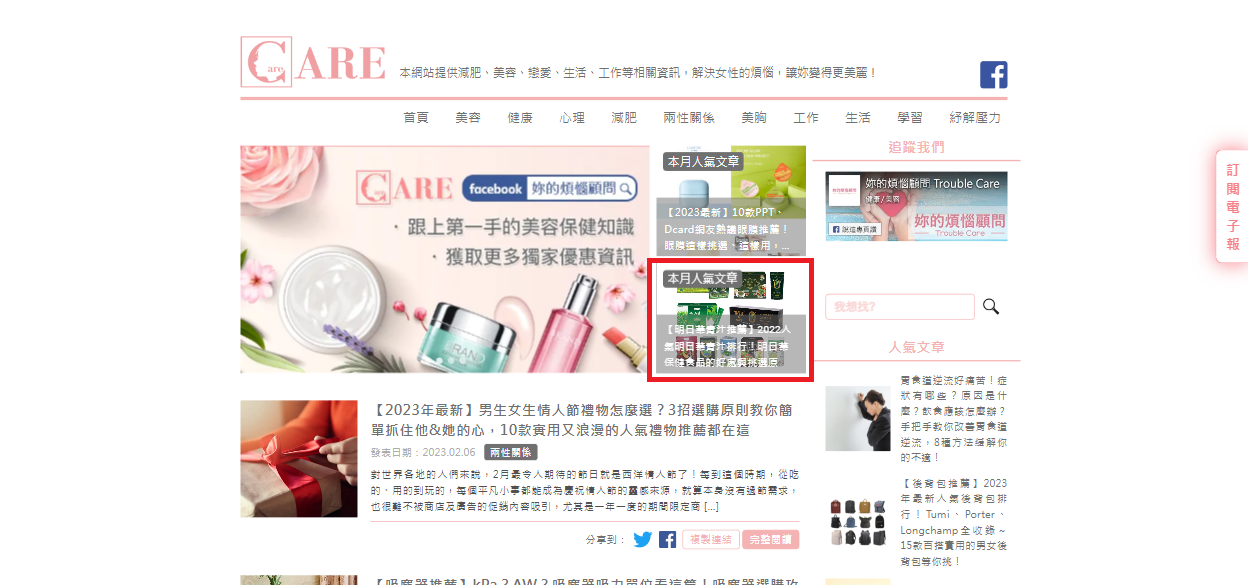 CARE
本網站提供減肥、美容、戀愛、生活、工作等相關資訊，解決女性的煩惱，讓妳變得更美麗！
首頁 美容 健康 心理 減肥 兩性關係 美胸 工作 生活 學習 紓解壓力
CARE facebook 妳的煩惱顧問
．跟上第一手的美容保健知識
．獲取更多獨家優惠資訊
BRAND
本月人氣文章
【2023最新】10款PPT、
Dcard網友熱議眼膜推薦！
眼膜這樣挑選、這樣用，...
本月人氣文章
【明日葉青汁推薦】2022人
氣明日葉青汁排行！明日葉
保健食品的好處與挑選原
追蹤我們
妳的煩惱顧問 Trouble Care
健康/美容
妳的煩惱顧問
Trouble Care
說這專頁讚
我想找?
人氣文章
胃食道逆流好痛苦！症
狀有哪些？原因是什
麼？飲食應該怎麼辦？
手把手教你改善胃食道
逆流，8種方法緩解你
的不適！
【後背包推薦】2023
年最新人氣後背包排
行！Tumi、Porter、
Longchamp全收錄～
15款百搭實用的男女後
背包等你挑！
訂閱電子報
【2023年最新】男生女生情人節禮物怎麼選？3招選購原則教你簡
單抓住他&她的心，10款實用又浪漫的人氣禮物推薦都在這
發表日期：2023.02.06 兩性關係
對世界各地的人們來說，2月最令人期待的節日就是西洋情人節了！每到這個時期，從吃
的、用的到玩的，每個平凡小事都能成為慶祝情人節的靈感來源，就算本身沒有過節需求，
也很難不被商店及廣告的促銷內容吸引，尤其是一年一度的期間限定商 [...]
分享到： 複製連結 完整閱讀
【吸塵器推薦】kPa？AW？吸塵器吸力單位看這篇！吸塵器選購攻